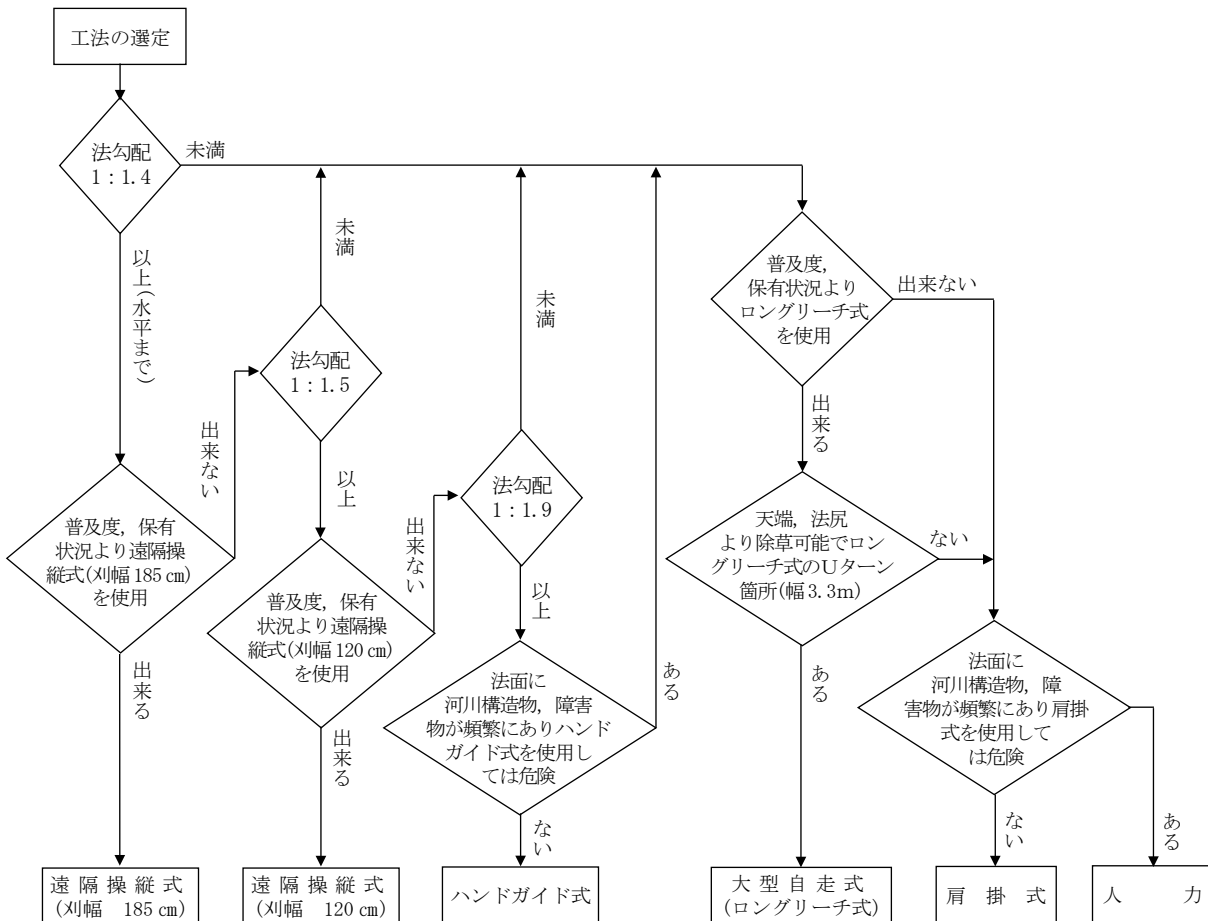 工法の選定
法勾配
1：1.4
未満
以上(水平まで)
普及度，保有
状況より遠隔操
縦式(刈幅 185 cm)
を使用
出来ない
出来る
遠隔操縦式
(刈幅 185 cm)
法勾配
1：1.5
未満
以上
普及度，保有
状況より遠隔操
縦式(刈幅 120 cm)
を使用
出来ない
出来る
遠隔操縦式
(刈幅 120 cm)
法勾配
1：1.9
未満
以上
法面に
河川構造物，障害
物が頻繁にありハンド
ガイド式を使用し
ては危険
ある
ない
ハンドガイド式
普及度，
保有状況より
ロングリーチ式
を使用
出来ない
出来る
天端，法尻
より除草可能でロン
グリーチ式のＵターン
箇所(幅 3.3ｍ)
ない
ある
大型自走式
(ロングリーチ式)
法面に
河川構造物，障
害物が頻繁にあり肩掛
式を使用して
は危険
ない
ある
肩掛式
人力